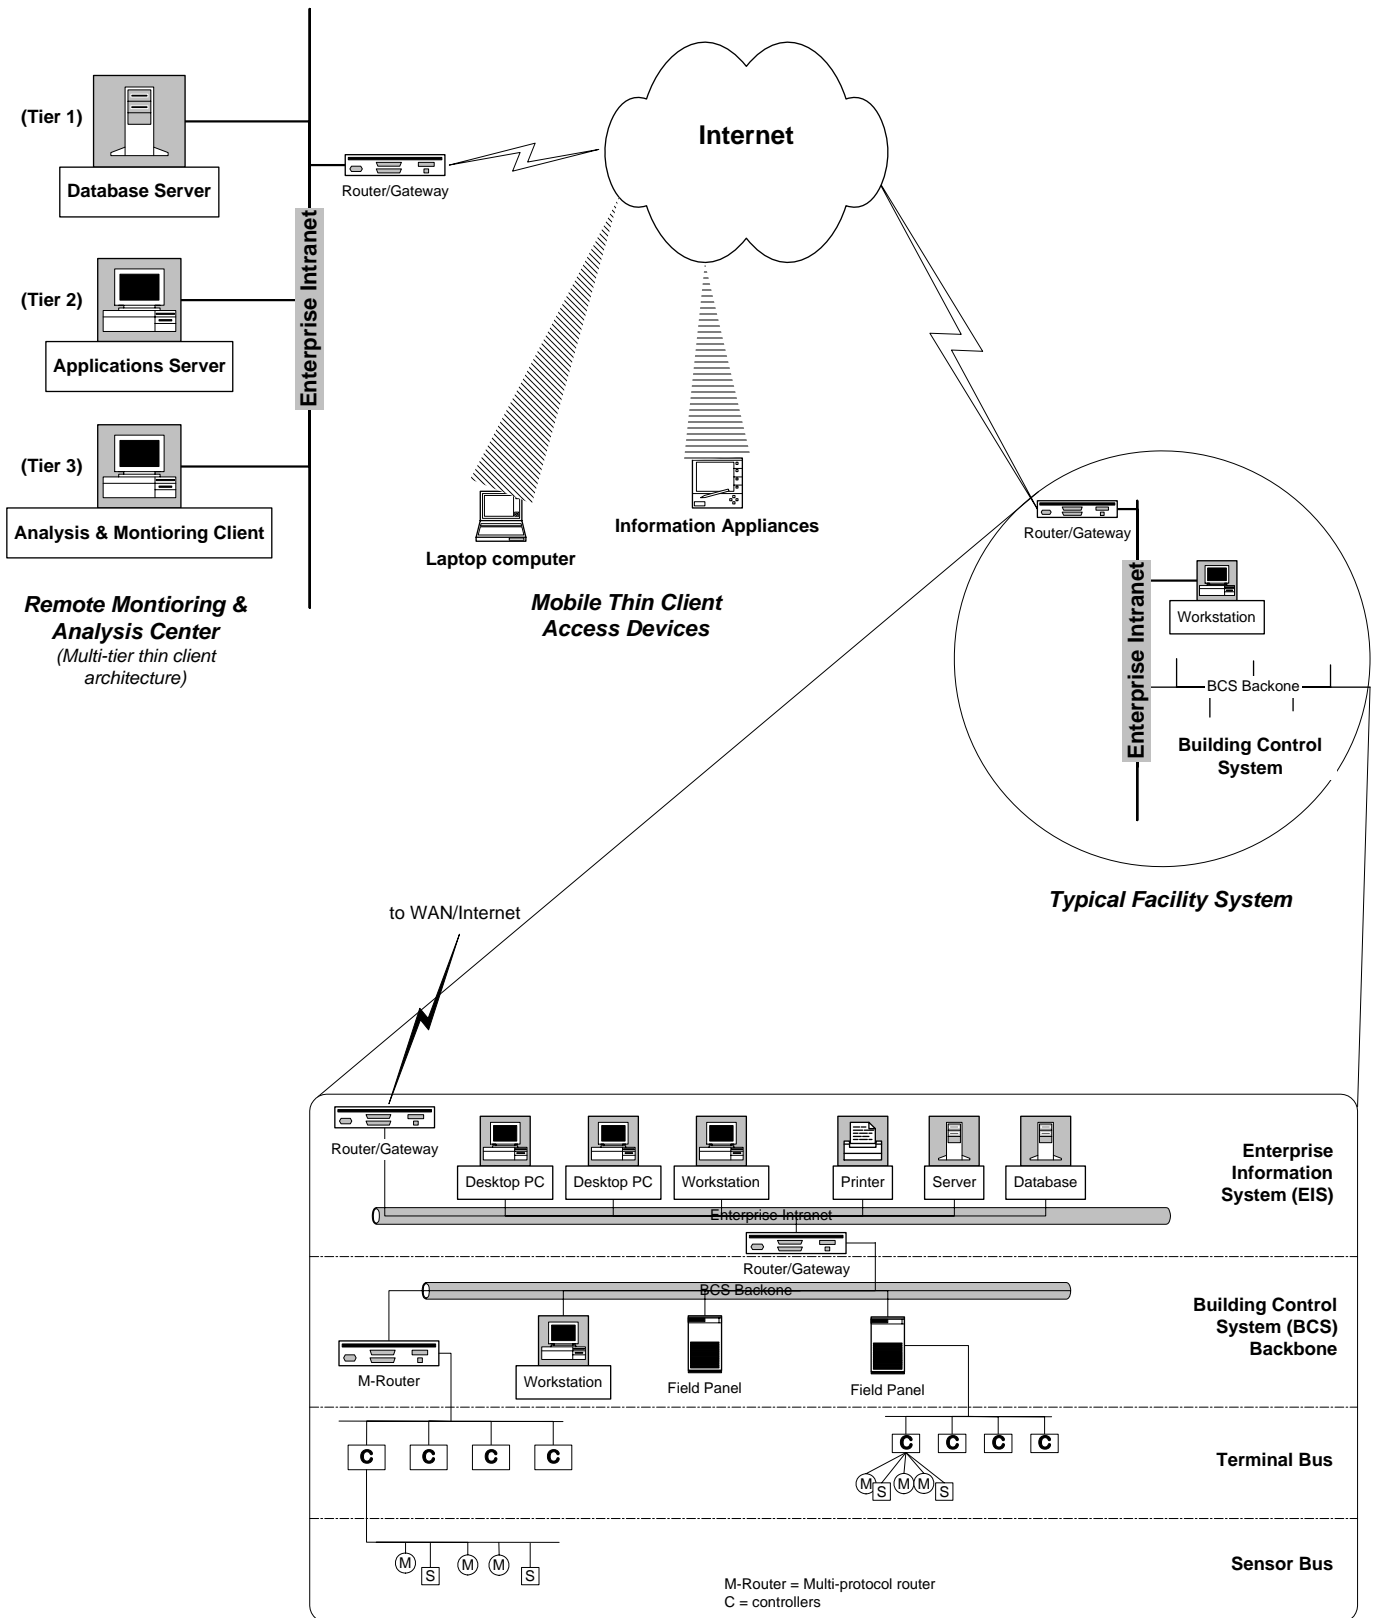 Internet
(Tier 1)
Database Server
Router/Gateway
(Tier 2)
Applications Server
Enterprise Intranet
(Tier 3)
Analysis & Montioring Client
Remote Montioring &
Analysis Center
(Multi-tier thin client
architecture)
Laptop computer
Information Appliances
Mobile Thin Client
Access Devices
Router/Gateway
Enterprise Intranet
Workstation
BCS Backone
Building Control
System
Typical Facility System
to WAN/Internet
Router/Gateway
Desktop PC
Desktop PC
Workstation
Printer
Server
Database
Enterprise
Information
System (EIS)
Enterprise Intranet
Router/Gateway
BCS Backone
Building Control
System (BCS)
Backbone
M-Router
Workstation
Field Panel
Field Panel
C C C C
C C C C
Terminal Bus
M S M M S
M S M M S
Sensor Bus
M-Router = Multi-protocol router
C = controllers